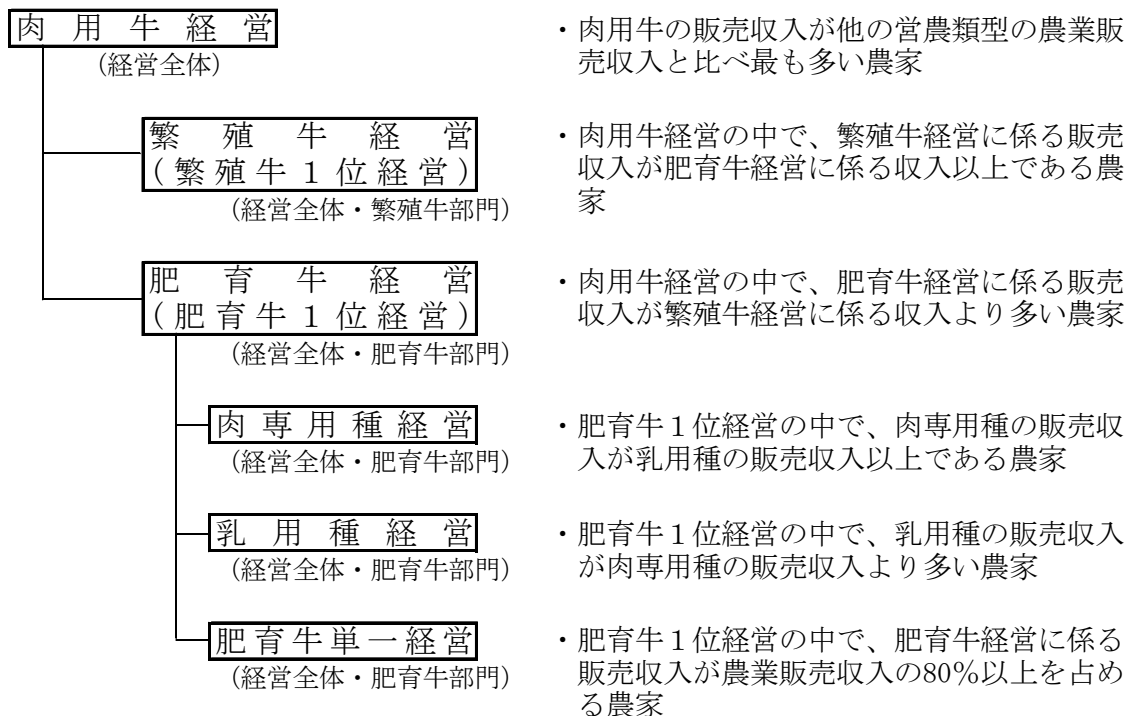 肉用牛経営
(経営全体)
・肉用牛の販売収入が他の営農類型の農業販
売収入と比べ最も多い農家
繁殖牛経営
(繁殖牛1位経営)
(経営全体・繁殖牛部門)
・肉用牛経営の中で、繁殖牛経営に係る販売
収入が肥育牛経営に係る収入以上である農
家
肥育牛経営
(肥育牛1位経営)
(経営全体・肥育牛部門)
・肉用牛経営の中で、肥育牛経営に係る販売
収入が繁殖牛経営に係る収入より多い農家
肉専用種経営
(経営全体・肥育牛部門)
・肥育牛1位経営の中で、肉専用種の販売収
入が乳用種の販売収入以上である農家
乳用種経営
(経営全体・肥育牛部門)
・肥育牛1位経営の中で、乳用種の販売収入
が肉専用種の販売収入より多い農家
肥育牛単一経営
(経営全体・肥育牛部門)
・肥育牛1位経営の中で、肥育牛経営に係る
販売収入が農業販売収入の80%以上を占め
る農家